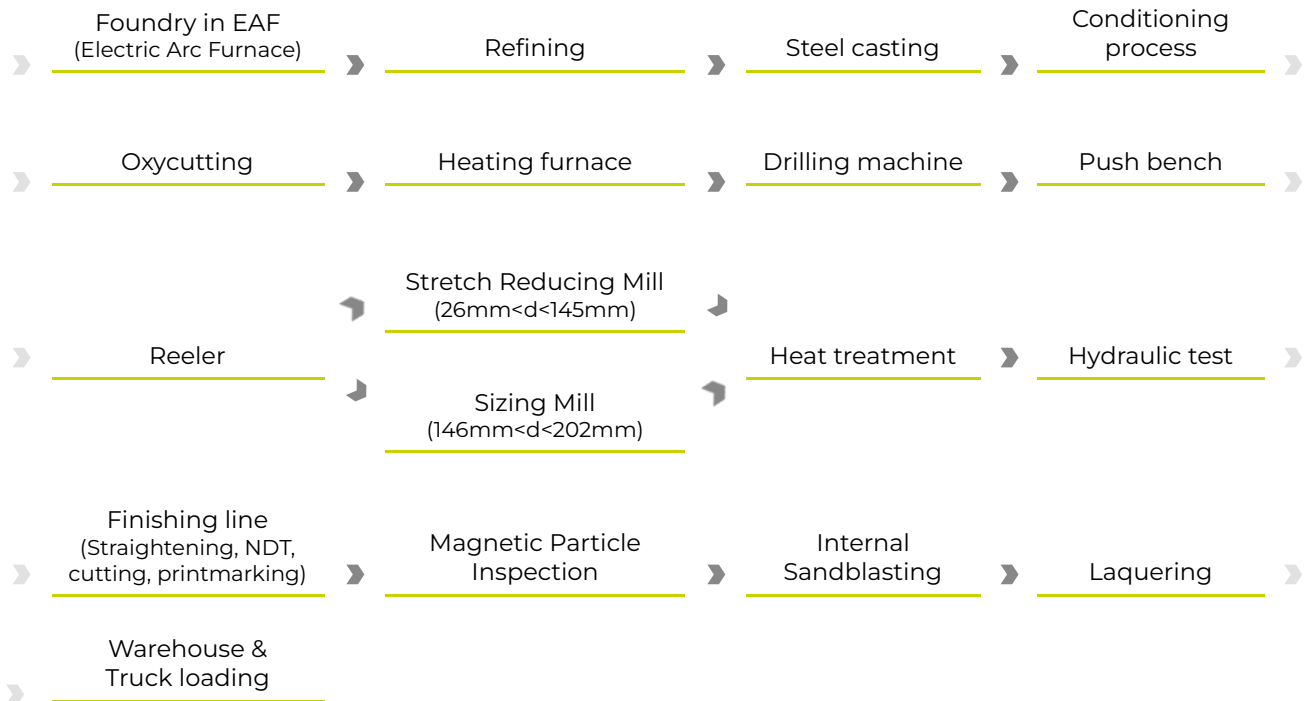 Foundry in EAF
(Electric Arc Furnace)
Refining
Steel casting
Conditioning
process
Oxycutting
Heating furnace
Drilling machine
Push bench
Reeler
Stretch Reducing Mill
(26mm<d<145mm)
Sizing Mill
(146mm<d<202mm)
Heat treatment
Hydraulic test
Finishing line
(Straightening, NDT,
cutting, printmarking)
Magnetic Particle
Inspection
Internal
Sandblasting
Laquering
Warehouse &
Truck loading